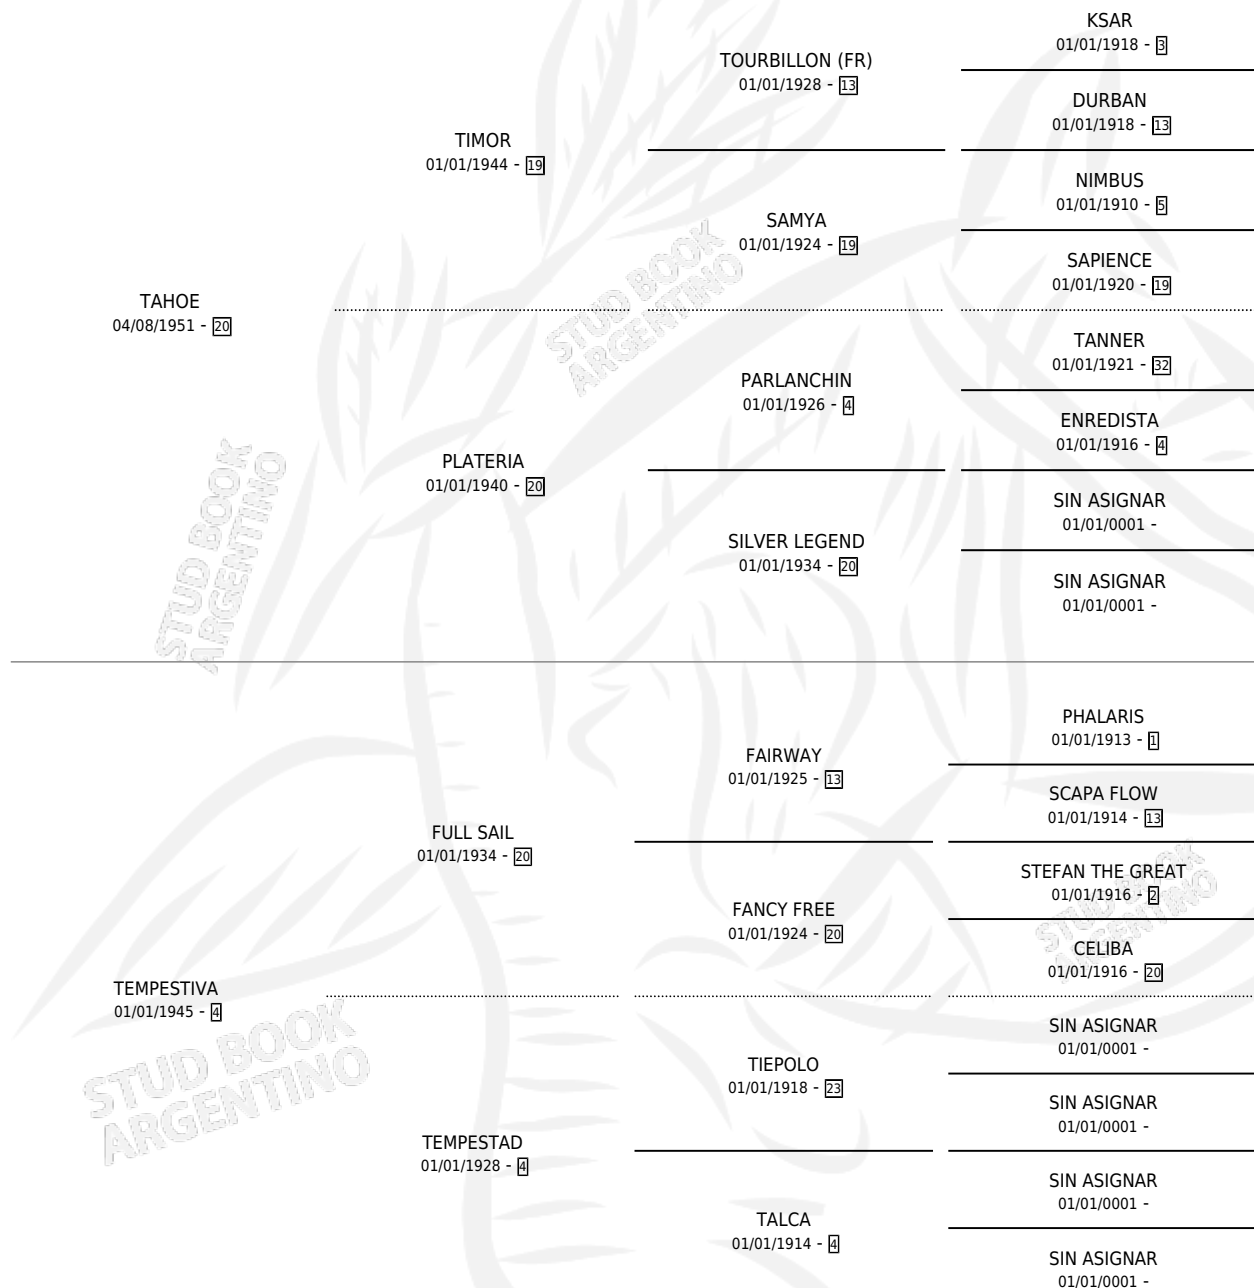 KSAR
01/01/1918 - 3
TOURBILLON (FR)
01/01/1928 - 13
DURBAN
01/01/1918 - 13
TIMOR
01/01/1944 - 19
NIMBUS
01/01/1910 - 5
SAMYA
01/01/1924 - 19
SAPIENCE
01/01/1920 - 19
TAHOE
04/08/1951 - 20
TANNER
01/01/1921 - 32
PARLANCHIN
01/01/1926 - 4
ENREDISTA
01/01/1916 - 4
PLATERIA
01/01/1940 - 20
SIN ASIGNAR
01/01/0001 -
SILVER LEGEND
01/01/1934 - 20
SIN ASIGNAR
01/01/0001 -
PHALARIS
01/01/1913 - 1
FAIRWAY
01/01/1925 - 13
SCAPA FLOW
01/01/1914 - 13
FULL SAIL
01/01/1934 - 20
STEFAN THE GREAT
01/01/1916 - 2
FANCY FREE
01/01/1924 - 20
CELIBA
01/01/1916 - 20
TEMPESTIVA
01/01/1945 - 4
SIN ASIGNAR
01/01/0001 -
TIEPOLO
01/01/1918 - 23
SIN ASIGNAR
01/01/0001 -
TEMPESTAD
01/01/1928 - 4
SIN ASIGNAR
01/01/0001 -
TALCA
01/01/1914 - 4
SIN ASIGNAR
01/01/0001 -
STUD BOOK
ARGENTINO
STUD BOOK
ARGENTINO
STUD BOOK
ARGENTINO
STUD BOOK
ARGENTINO